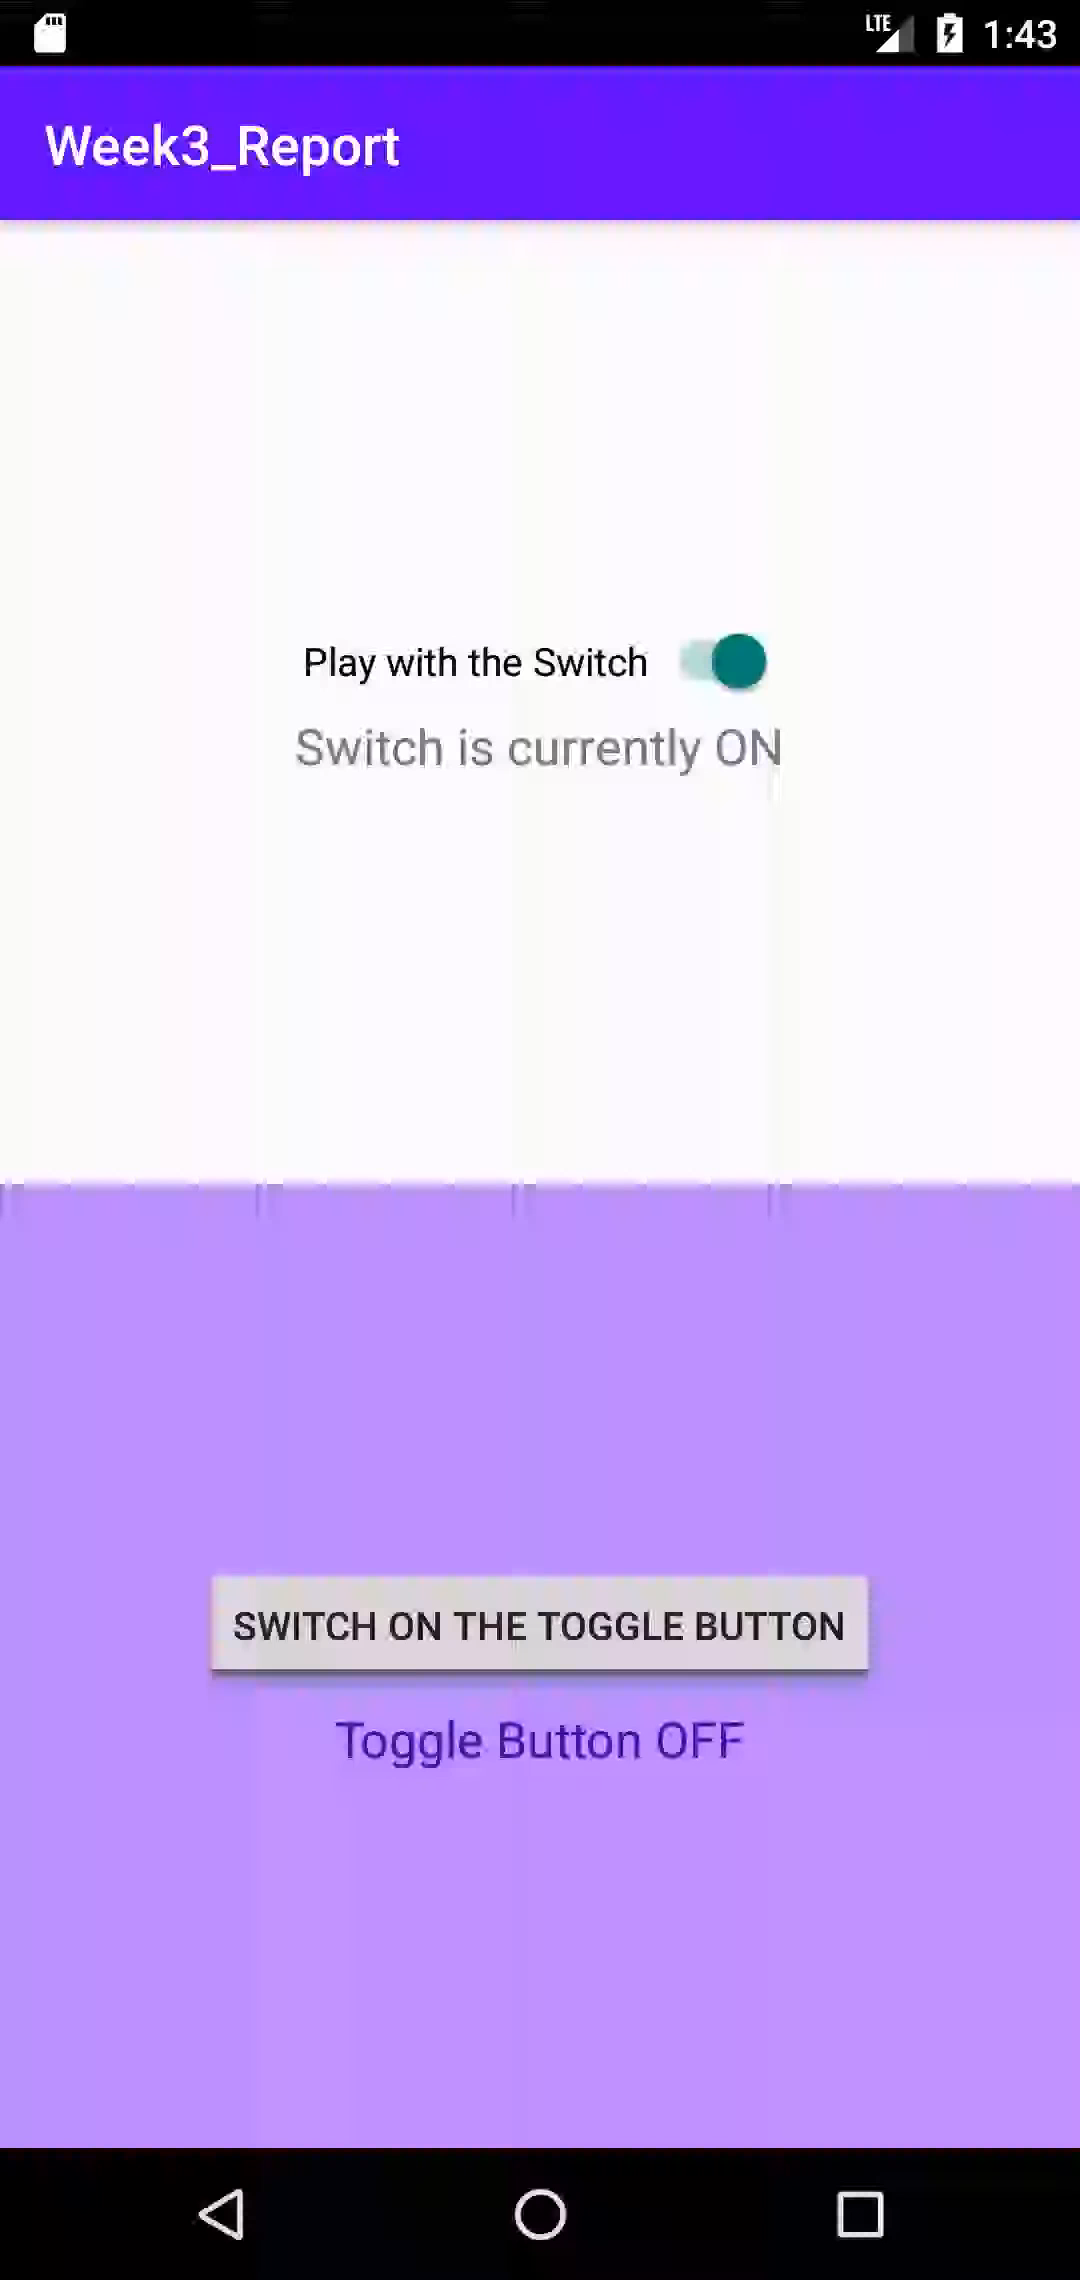 LTE 1:43
Week3_Report
Play with the Switch
Switch is currently ON
SWITCH ON THE TOGGLE BUTTON
Toggle Button OFF